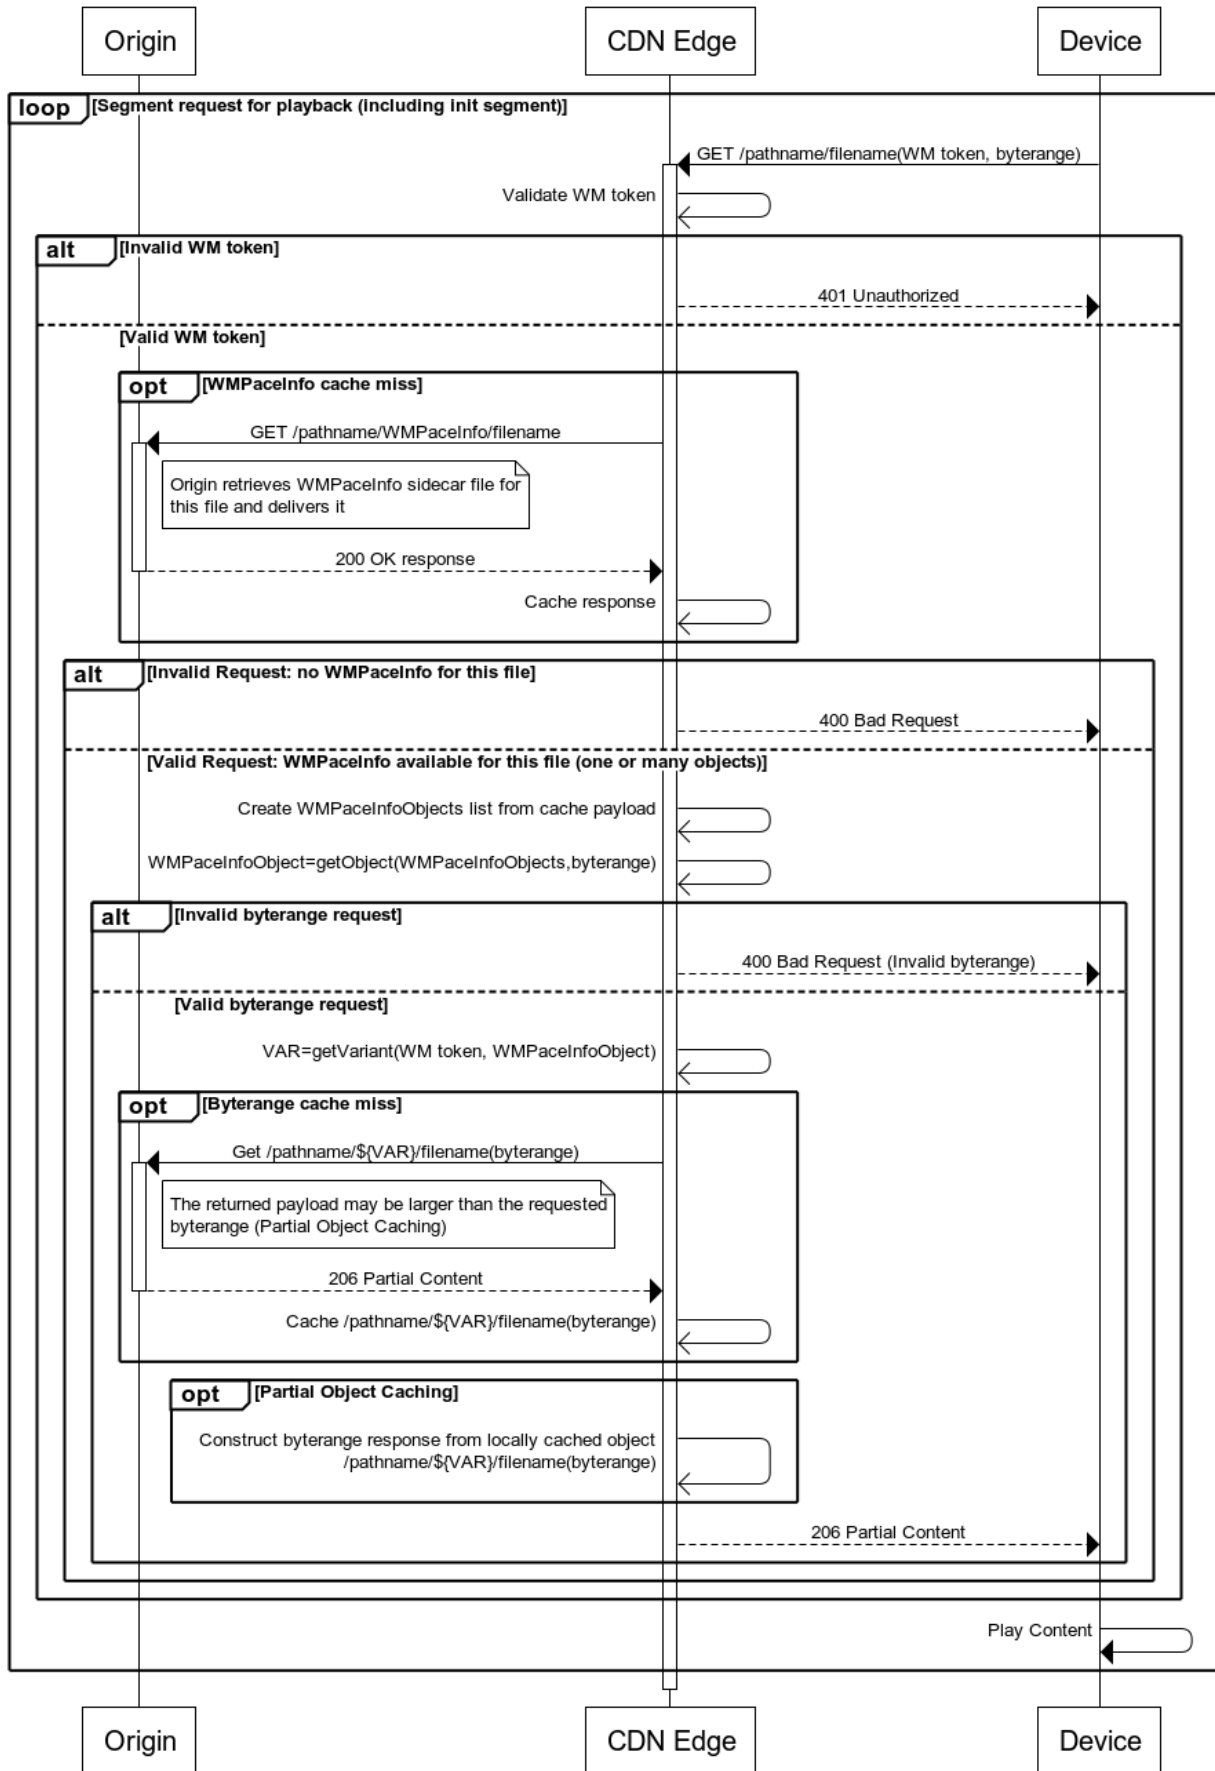 Origin
CDN Edge
Device
loop
[Segment request for playback (including init segment)]
GET /pathname/filename(WM token, byterange)
Validate WM token
alt
[Invalid WM token]
401 Unauthorized
[Valid WM token]
opt
[WMPaceInfo cache miss]
GET /pathname/WMPaceInfo/filename
Origin retrieves WMPaceInfo sidecar file for
this file and delivers it
200 OK response
Cache response
alt
[Invalid Request: no WMPaceInfo for this file]
400 Bad Request
[Valid Request: WMPaceInfo available for this file (one or many objects)]
Create WMPaceInfoObjects list from cache payload
WMPaceInfoObject=getObject(WMPaceInfoObjects,byterange)
alt
[Invalid byterange request]
400 Bad Request (Invalid byterange)
[Valid byterange request]
VAR=getVariant(WM token, WMPaceInfoObject)
opt
[Byterange cache miss]
Get /pathname/${VAR}/filename(byterange)
The returned payload may be larger than the requested
byterange (Partial Object Caching)
206 Partial Content
Cache /pathname/${VAR}/filename(byterange)
opt
[Partial Object Caching]
Construct byterange response from locally cached object
/pathname/${VAR}/filename(byterange)
206 Partial Content
Play Content
Origin
CDN Edge
Device